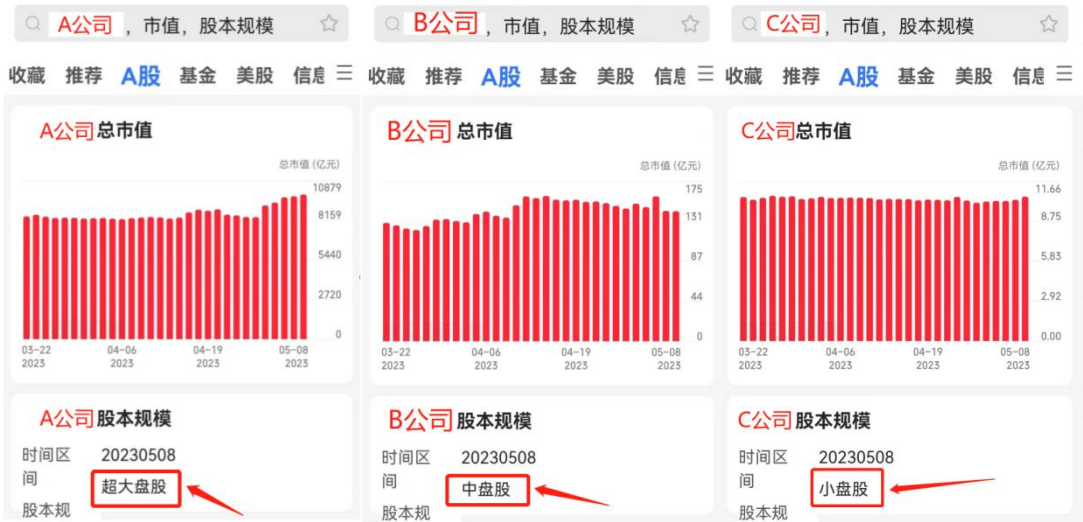 A公司 ，市值，股本规模
收藏 推荐 A股 基金 美股 信息
A公司总市值
总市值 (亿元)
10879
8159
5440
2720
0
03-22 2023
04-06 2023
04-19 2023
05-08 2023
A公司股本规模
时间区间 20230508
超大盘股
股本规
B公司 ，市值，股本规模
收藏 推荐 A股 基金 美股 信息
B公司 总市值
总市值 (亿元)
175
131
87
44
0
03-22 2023
04-06 2023
04-19 2023
05-08 2023
B公司 股本规模
时间区间 20230508
中盘股
股本规
C公司 ，市值，股本规模
收藏 推荐 A股 基金 美股 信息
C公司总市值
总市值 (亿元)
11.66
8.75
5.83
2.92
0.00
03-22 2023
04-06 2023
04-19 2023
05-08 2023
C公司股本规模
时间区间 20230508
小盘股
股本规